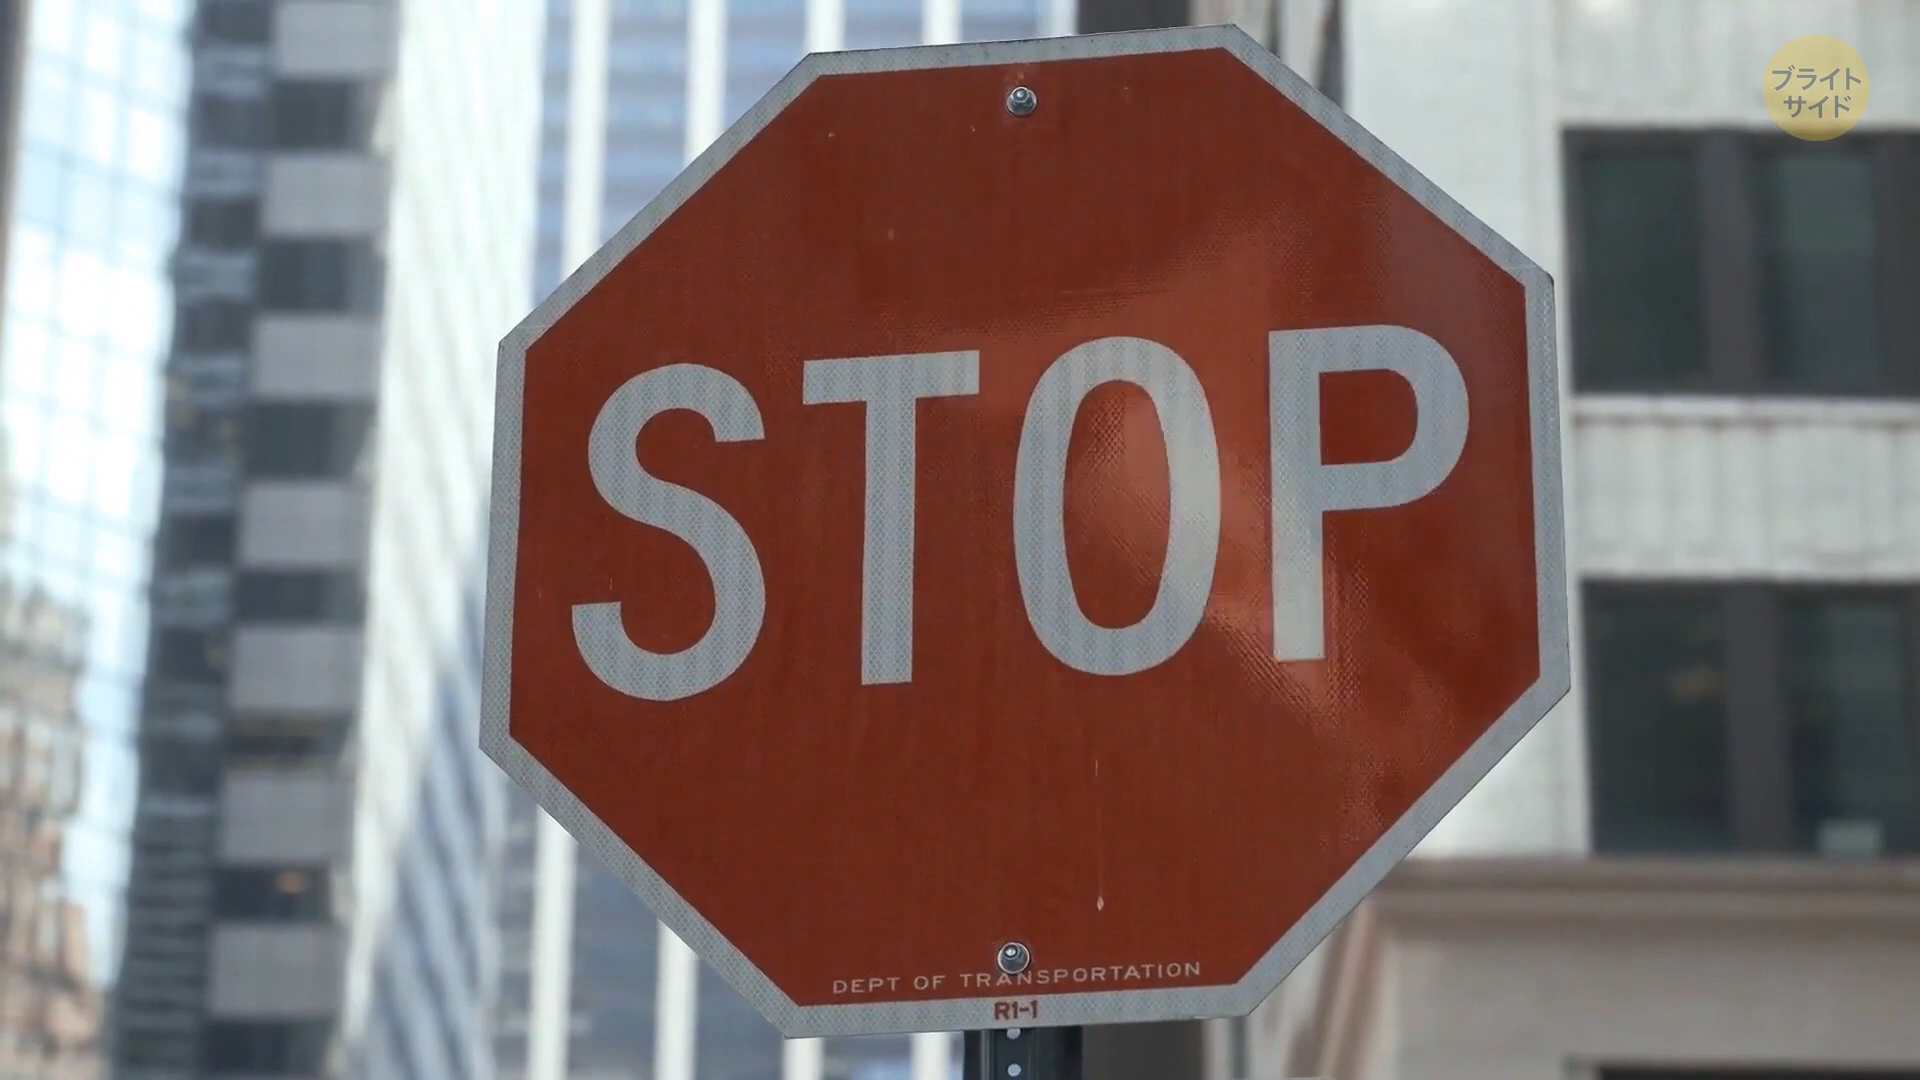 ブライト
サイド
STOP
DEPT OF TRANSPORTATION
R1-1